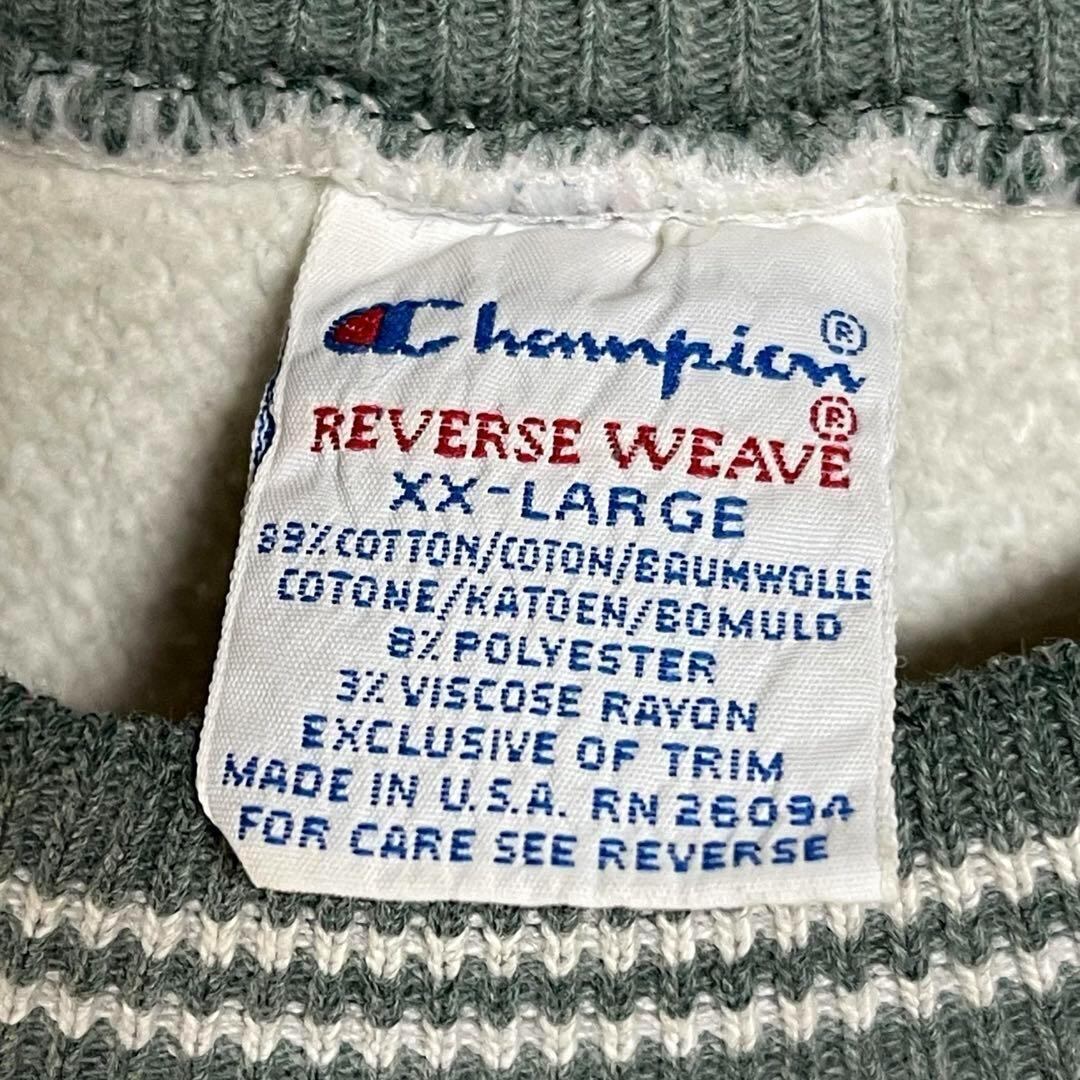 Champion®
REVERSE WEAVE®
XX-LARGE
89% COTTON/COTON/BAUMWOLLE
COTONE/KATOEN/BOMULD
8% POLYESTER
3% VISCOSE RAYON
EXCLUSIVE OF TRIM
MADE IN U.S.A. RN 26094
FOR CARE SEE REVERSE